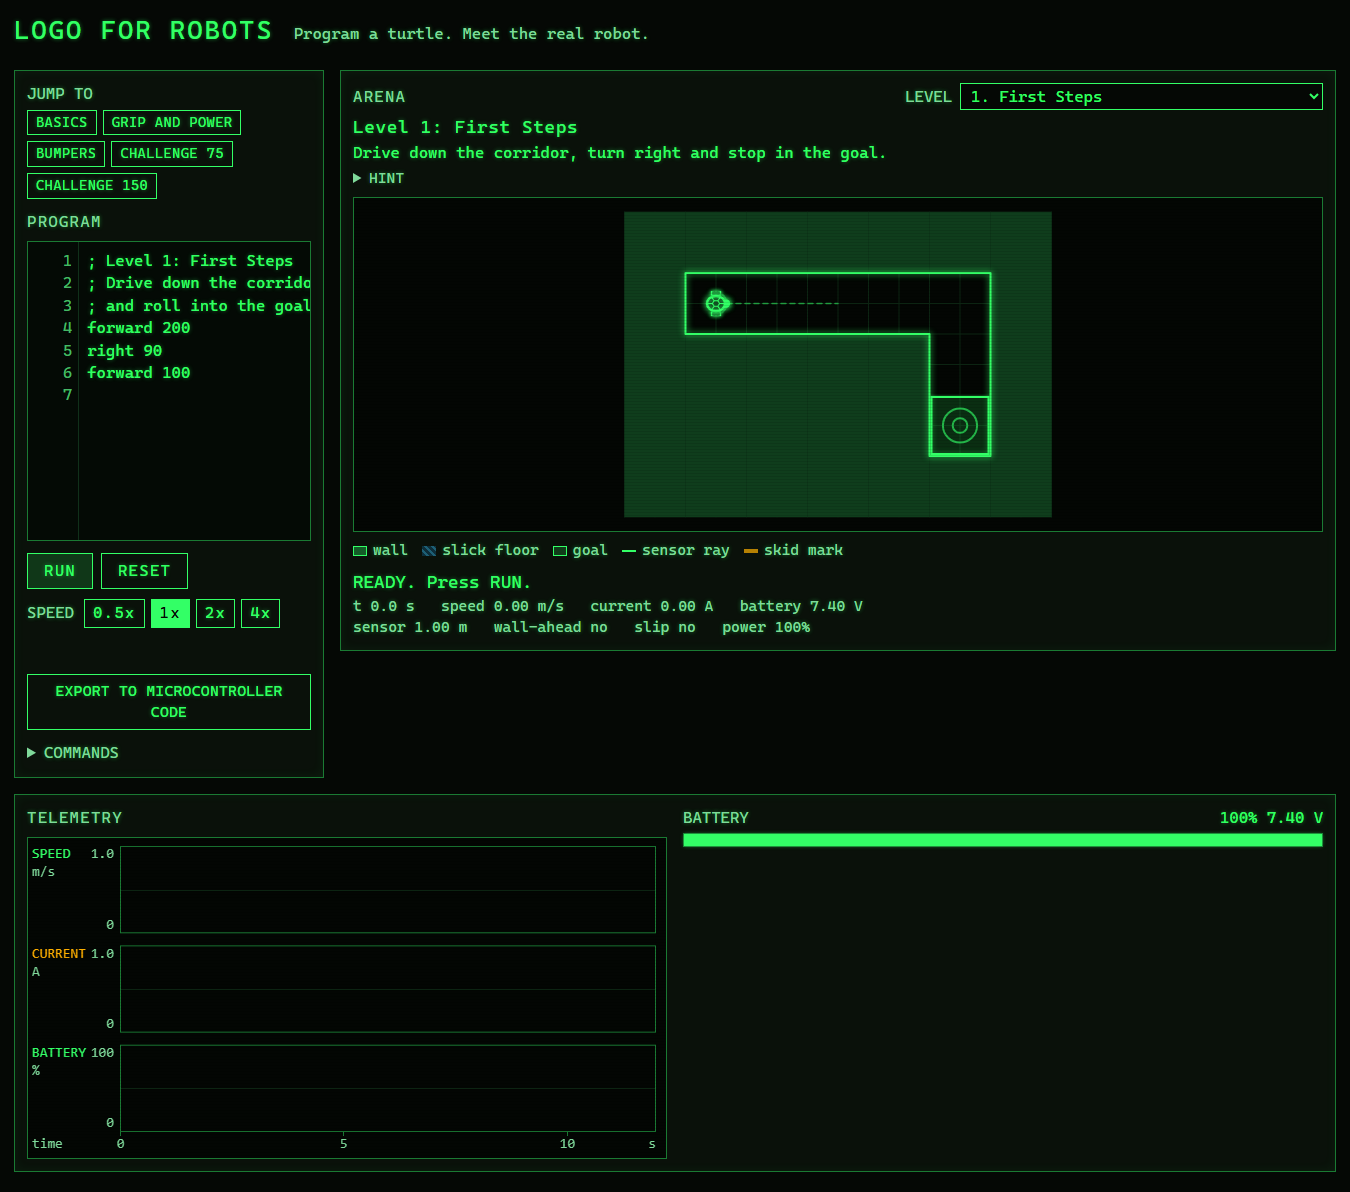 LOGO FOR ROBOTS Program a turtle. Meet the real robot.
JUMP TO
BASICS GRIP AND POWER
BUMPERS CHALLENGE 75
CHALLENGE 150
PROGRAM
1 ; Level 1: First Steps
2 ; Drive down the corrido
3 ; and roll into the goal
4 forward 200
5 right 90
6 forward 100
7
RUN RESET
SPEED 0.5x 1x 2x 4x
EXPORT TO MICROCONTROLLER
CODE
▶ COMMANDS
ARENA LEVEL 1. First Steps
Level 1: First Steps
Drive down the corridor, turn right and stop in the goal.
▶ HINT
wall slick floor goal sensor ray skid mark
READY. Press RUN.
t 0.0 s speed 0.00 m/s current 0.00 A battery 7.40 V
sensor 1.00 m wall-ahead no slip no power 100%
TELEMETRY
SPEED 1.0
m/s
0
CURRENT 1.0
A
0
BATTERY 100
%
0
time 0 5 10 s
BATTERY 100% 7.40 V